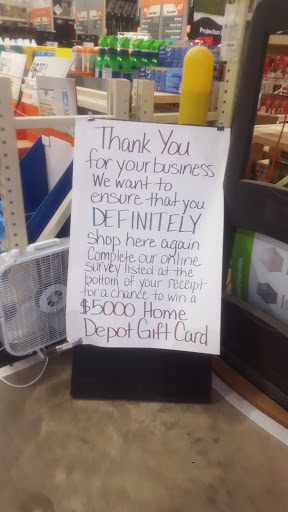 Thank You
for your business
We want to
ensure that you
DEFINITELY
shop here again
Complete our online
survey listed at the
bottom of your receipt
for a chance to win a
$5000 Home
Depot Gift Card